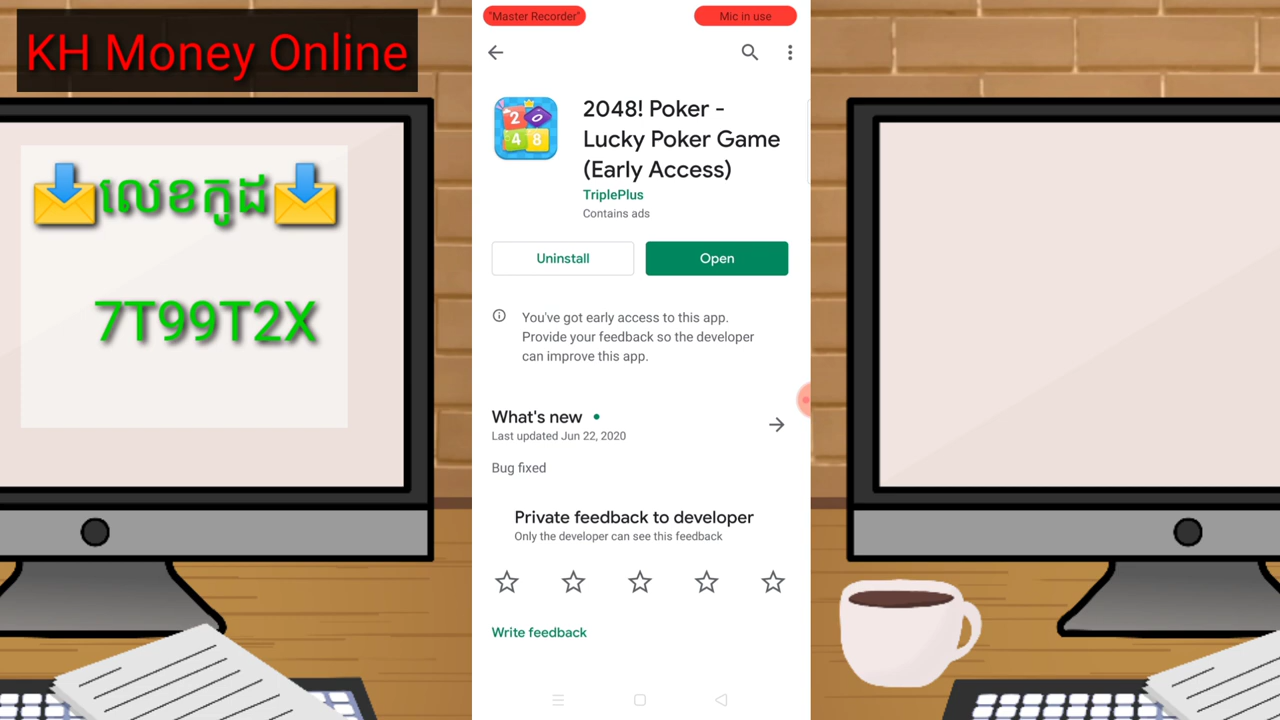 KH Money Online
លេខកូដ
7T99T2X
"Master Recorder"
Mic in use
2048! Poker -
Lucky Poker Game
(Early Access)
TriplePlus
Contains ads
Uninstall
Open
You've got early access to this app.
Provide your feedback so the developer
can improve this app.
What's new
Last updated Jun 22, 2020
Bug fixed
Private feedback to developer
Only the developer can see this feedback
Write feedback